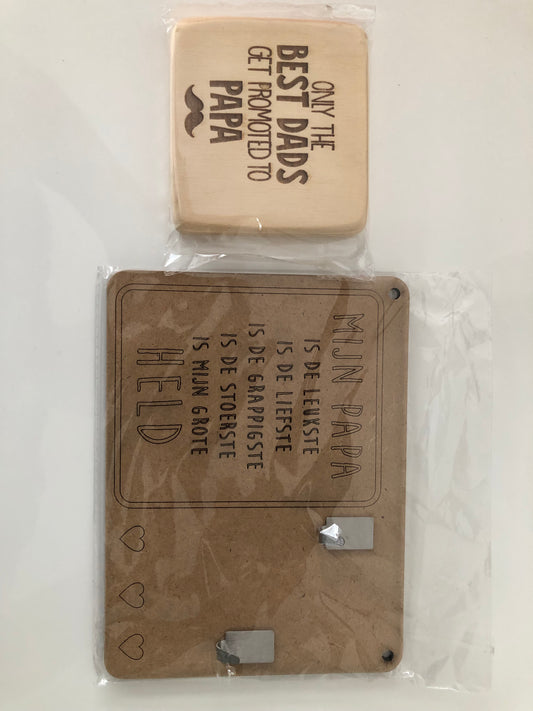 ONLY THE
BEST DADS
GET PROMOTED TO
PAPA
MIJN PAPA
IS DE LEUKSTE
IS DE LIEFSTE
IS DE GRAPPIGSTE
IS DE STOERSTE
IS MIJN GROTE
HELD